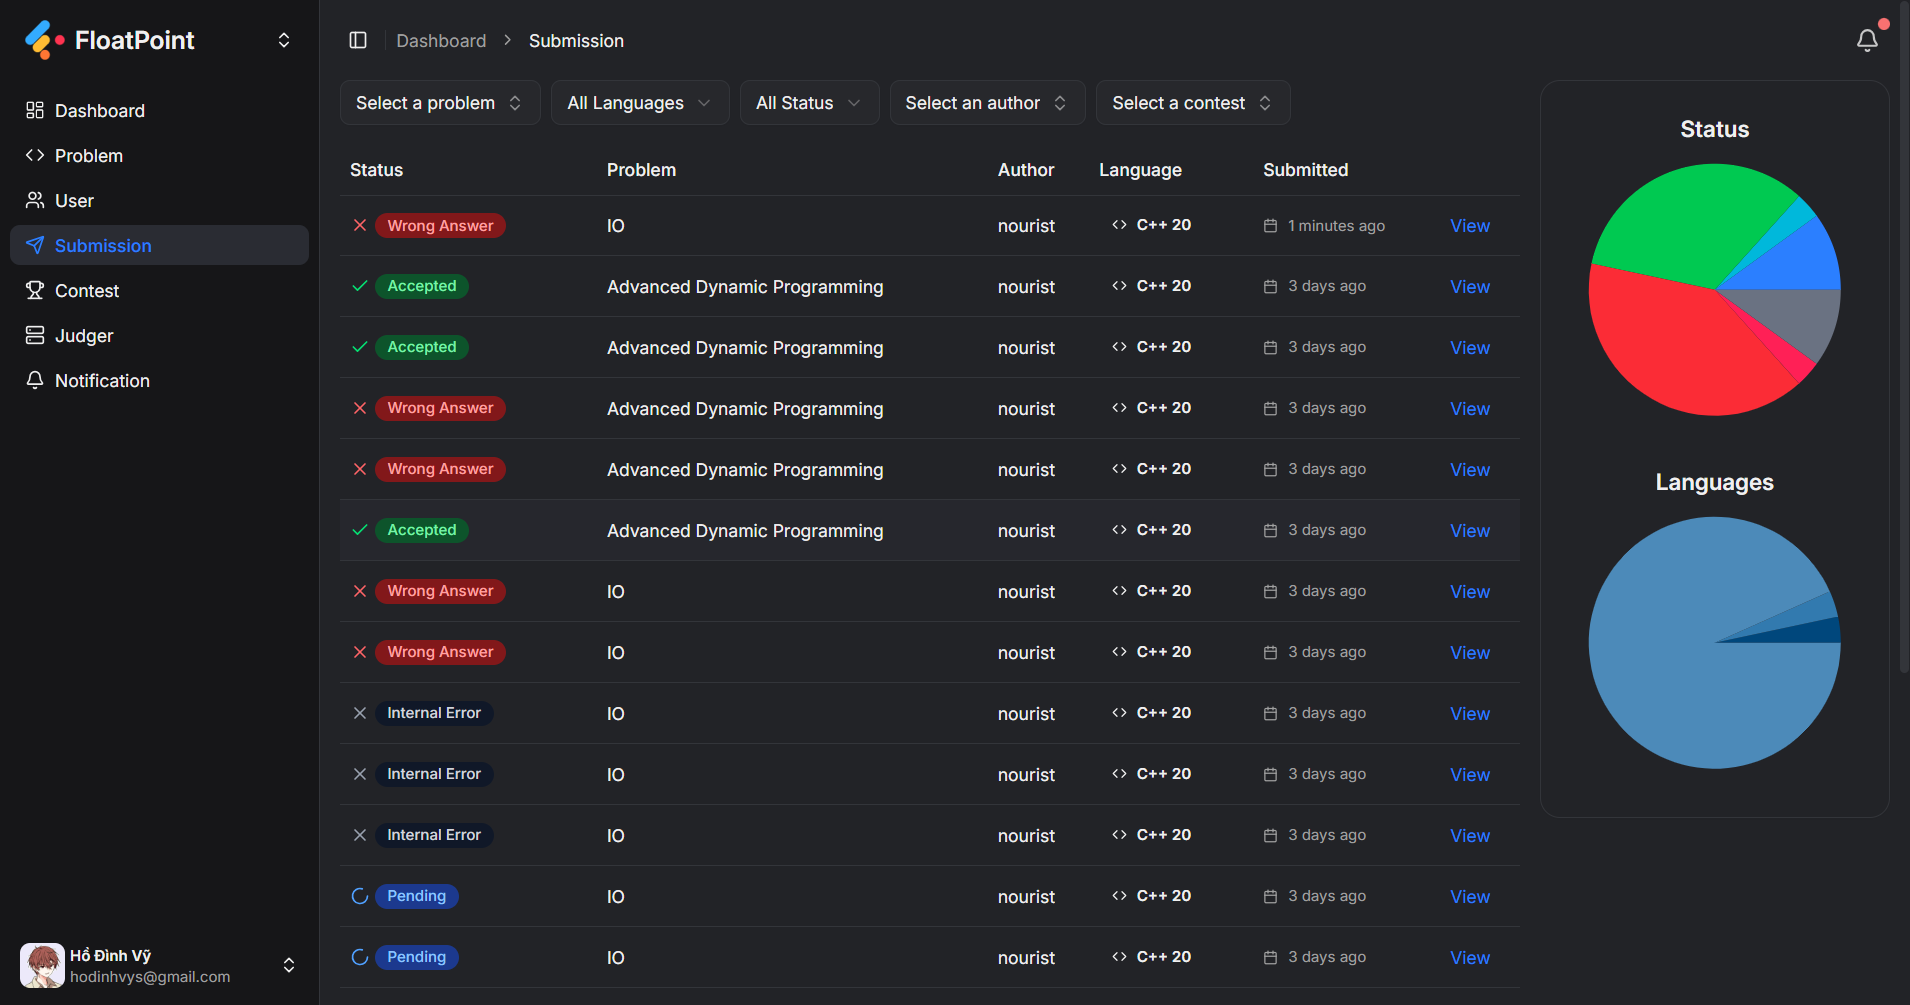 FloatPoint
Dashboard
Problem
User
Submission
Contest
Judger
Notification
Hồ Đình Vỹ
hodinhvys@gmail.com
Dashboard > Submission
Select a problem All Languages All Status Select an author Select a contest
Status Problem Author Language Submitted
Wrong Answer IO nourist C++ 20 1 minutes ago View
Accepted Advanced Dynamic Programming nourist C++ 20 3 days ago View
Accepted Advanced Dynamic Programming nourist C++ 20 3 days ago View
Wrong Answer Advanced Dynamic Programming nourist C++ 20 3 days ago View
Wrong Answer Advanced Dynamic Programming nourist C++ 20 3 days ago View
Accepted Advanced Dynamic Programming nourist C++ 20 3 days ago View
Wrong Answer IO nourist C++ 20 3 days ago View
Wrong Answer IO nourist C++ 20 3 days ago View
Internal Error IO nourist C++ 20 3 days ago View
Internal Error IO nourist C++ 20 3 days ago View
Internal Error IO nourist C++ 20 3 days ago View
Pending IO nourist C++ 20 3 days ago View
Pending IO nourist C++ 20 3 days ago View
Status
Languages